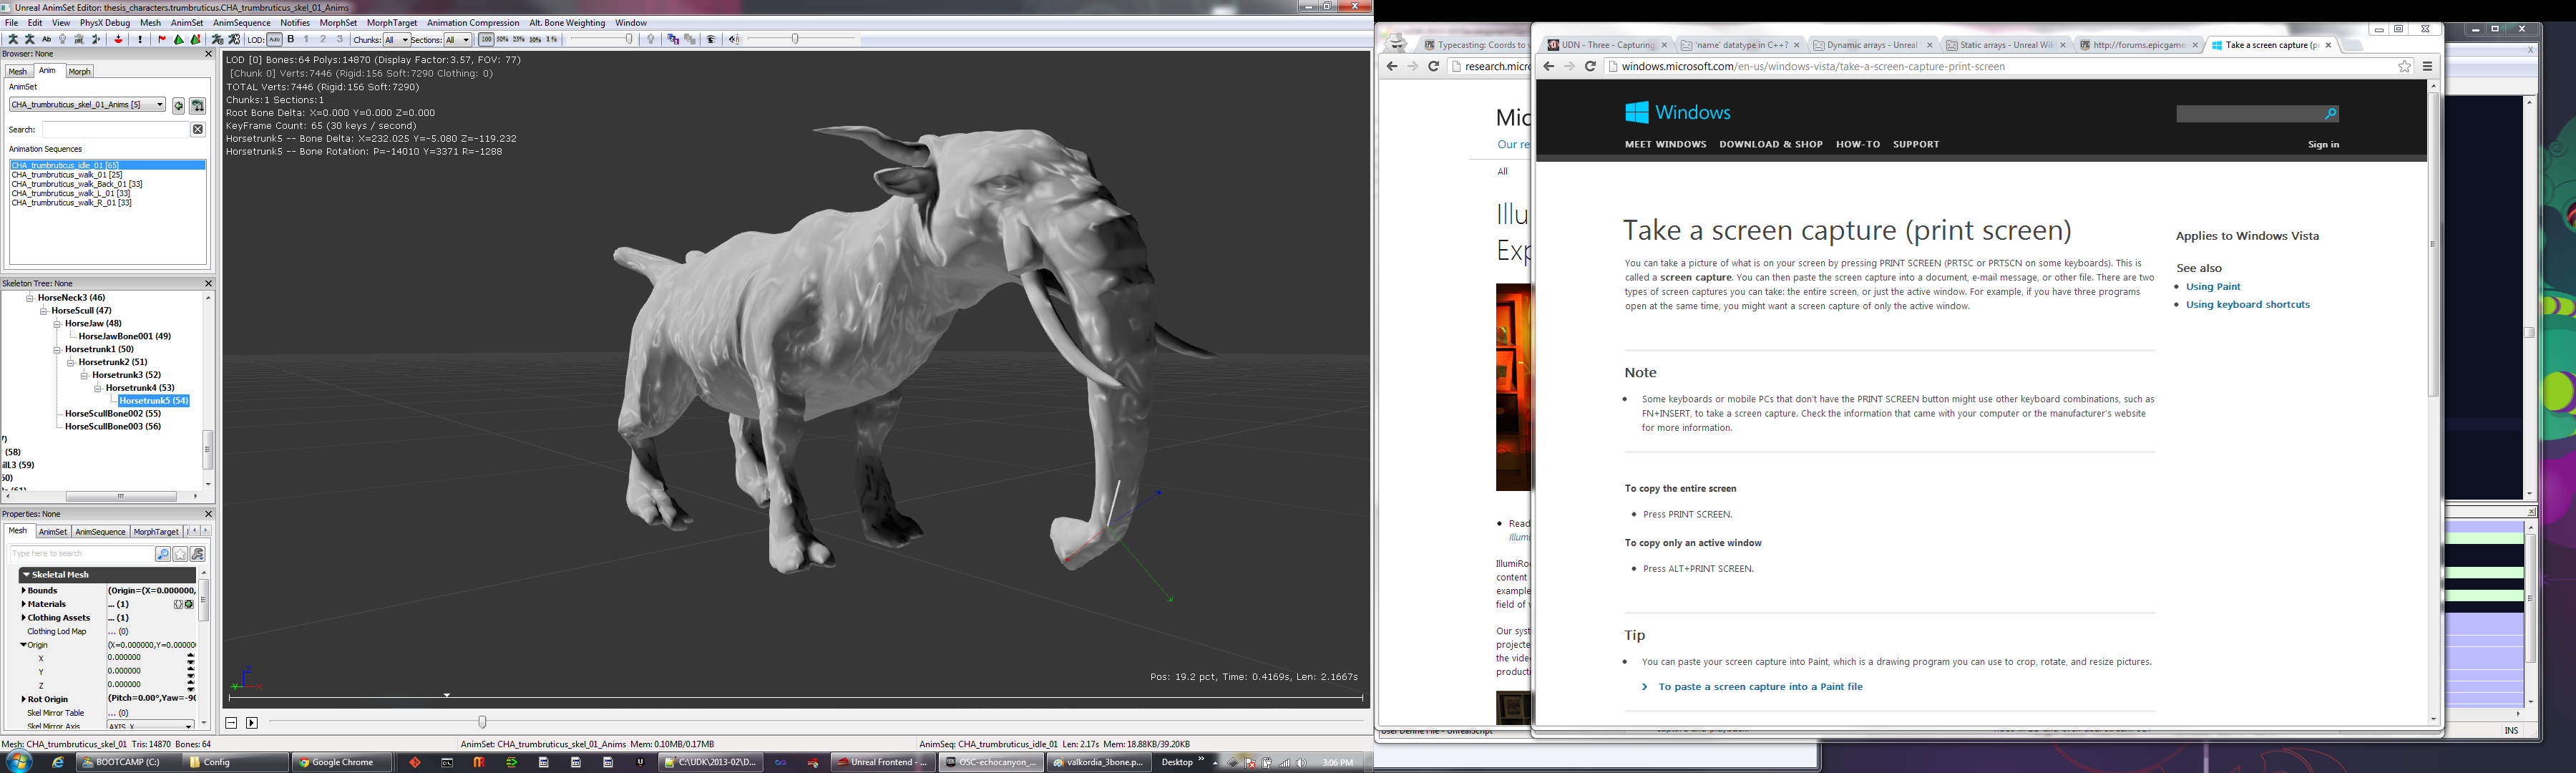 Unreal AnimSet Editor: thesis_characters.trumbruticus.CHA_trumbruticus_skel_01_Anims
File Edit View PhysX Debug Mesh AnimSet AnimSequence Notifies MorphSet MorphTarget Animation Compression Alt. Bone Weighting Window
LOD: Auto B 1 2 3 Chunks: All Sections: All 100 50% 25% 10% 1%
Browser: None
Mesh Anim Morph
AnimSet
CHA_trumbruticus_skel_01_Anims [5]
Search:
Animation Sequences
CHA_trumbruticus_idle_01 [65]
CHA_trumbruticus_walk_01 [25]
CHA_trumbruticus_walk_Back_01 [33]
CHA_trumbruticus_walk_L_01 [33]
CHA_trumbruticus_walk_R_01 [33]
Skeleton Tree: None
HorseNeck3 (46)
HorseScull (47)
HorseJaw (48)
HorseJawBone001 (49)
Horsetrunk1 (50)
Horsetrunk2 (51)
Horsetrunk3 (52)
Horsetrunk4 (53)
Horsetrunk5 (54)
HorseScullBone002 (55)
HorseScullBone003 (56)
(58)
ilL3 (59)
Properties: None
Mesh AnimSet AnimSequence MorphTarget
Type here to search
Skeletal Mesh
Bounds (Origin=(X=0.000000,
Materials ... (1)
Clothing Assets ... (1)
Clothing Lod Map ... (0)
Origin (X=0.000000,Y=0.00000
X 0.000000
Y 0.000000
Z 0.000000
Rot Origin (Pitch=0.00°,Yaw=-90
Skel Mirror Table ... (0)
Skel Mirror Axis AXIS_X
LOD [0] Bones:64 Polys:14870 (Display Factor:3.57, FOV: 77)
[Chunk 0] Verts:7446 (Rigid:156 Soft:7290 Clothing: 0)
TOTAL Verts:7446 (Rigid:156 Soft:7290)
Chunks:1 Sections:1
Root Bone Delta: X=0.000 Y=0.000 Z=0.000
KeyFrame Count: 65 (30 keys / second)
Horsetrunk5 -- Bone Delta: X=232.025 Y=-5.080 Z=-119.232
Horsetrunk5 -- Bone Rotation: P=-14010 Y=3371 R=-1288
Z
Y X
Pos: 19.2 pct, Time: 0.4169s, Len: 2.1667s
Mesh: CHA_trumbruticus_skel_01 Tris: 14870 Bones: 64
AnimSet: CHA_trumbruticus_skel_01_Anims Mem: 0.10MB/0.17MB
AnimSeq: CHA_trumbruticus_idle_01 Len: 2.17s Mem: 18.88KB/39.20KB
BOOTCAMP (C:) Config Google Chrome C:\UDK\2013-02\D... Unreal Frontend - ... OSC-echocanyon_... valkordia_3bone.p... Desktop 3:06 PM
Typecasting: Coords to v
research.micro
Mic
Our re
All
Illu
Exp
Read
Illumi
IllumiRoo
content
example
field of v
Our syst
projecte
the video
producti
User Define File - UnrealScript
INS
UDN - Three - Capturing 'name' datatype in C++? Dynamic arrays - Unreal Static arrays - Unreal Wik http://forums.epicgame Take a screen capture (p
windows.microsoft.com/en-us/windows-vista/take-a-screen-capture-print-screen
Windows
MEET WINDOWS DOWNLOAD & SHOP HOW-TO SUPPORT Sign in
Take a screen capture (print screen)
You can take a picture of what is on your screen by pressing PRINT SCREEN (PRTSC or PRTSCN on some keyboards). This is
called a screen capture. You can then paste the screen capture into a document, e-mail message, or other file. There are two
types of screen captures you can take: the entire screen, or just the active window. For example, if you have three programs
open at the same time, you might want a screen capture of only the active window.
Applies to Windows Vista
See also
Using Paint
Using keyboard shortcuts
Note
Some keyboards or mobile PCs that don't have the PRINT SCREEN button might use other keyboard combinations, such as
FN+INSERT, to take a screen capture. Check the information that came with your computer or the manufacturer's website
for more information.
To copy the entire screen
Press PRINT SCREEN.
To copy only an active window
Press ALT+PRINT SCREEN.
Tip
You can paste your screen capture into Paint, which is a drawing program you can use to crop, rotate, and resize pictures.
To paste a screen capture into a Paint file